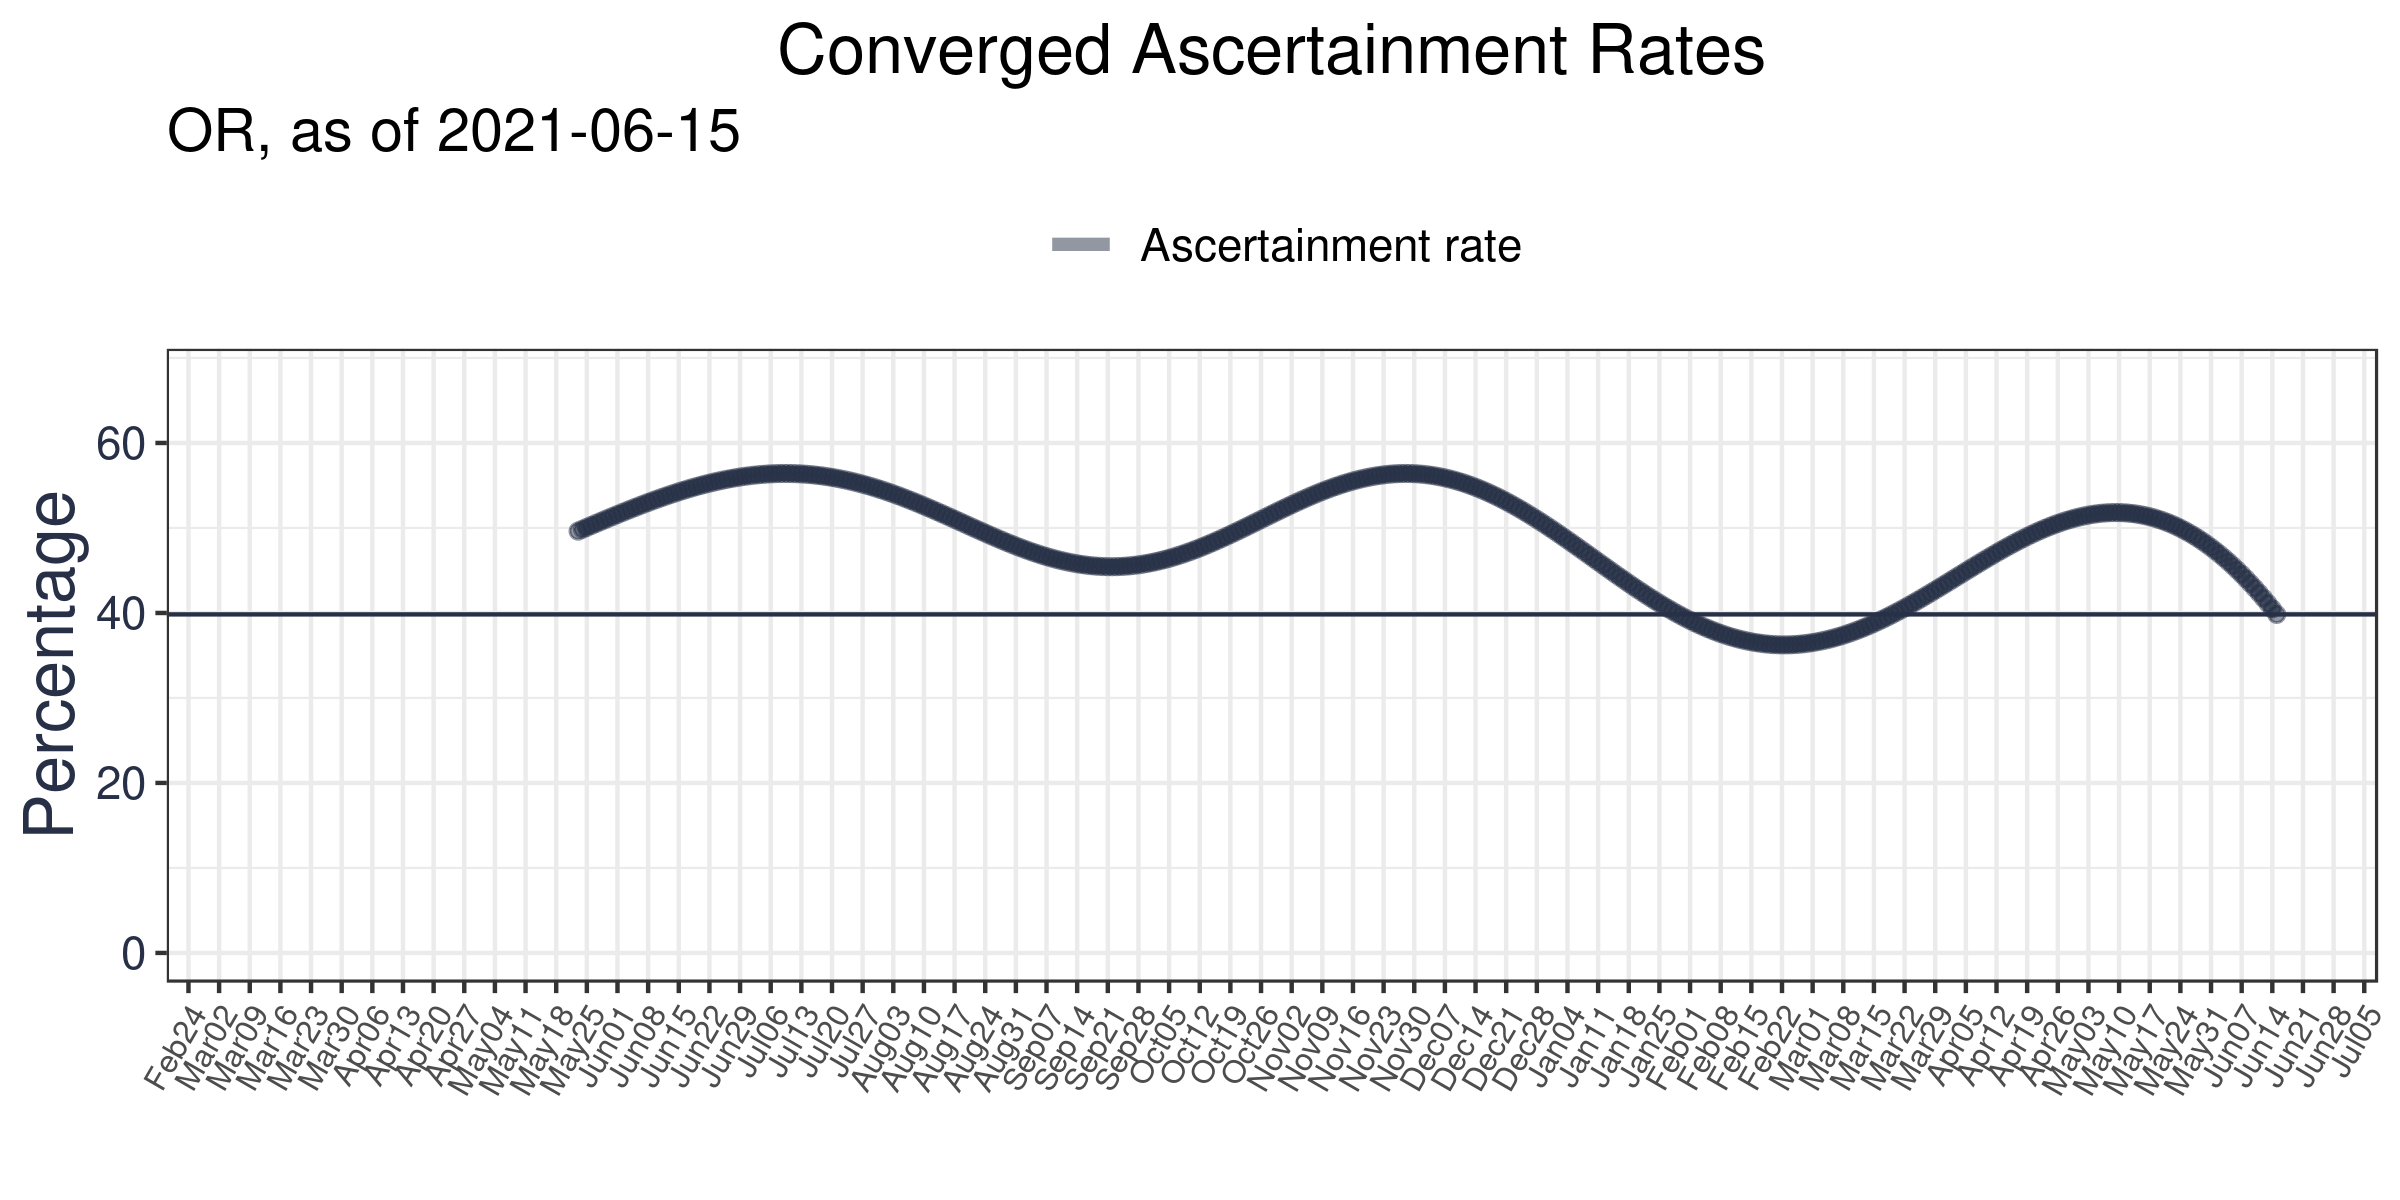 Converged Ascertainment Rates
OR, as of 2021-06-15
Ascertainment rate
Percentage
60
40
20
0
Feb24
Mar02
Mar09
Mar16
Mar23
Mar30
Apr06
Apr13
Apr20
Apr27
May04
May11
May18
May25
Jun01
Jun08
Jun15
Jun22
Jun29
Jul06
Jul13
Jul20
Jul27
Aug03
Aug10
Aug17
Aug24
Aug31
Sep07
Sep14
Sep21
Sep28
Oct05
Oct12
Oct19
Oct26
Nov02
Nov09
Nov16
Nov23
Nov30
Dec07
Dec14
Dec21
Dec28
Jan04
Jan11
Jan18
Jan25
Feb01
Feb08
Feb15
Feb22
Mar01
Mar08
Mar15
Mar22
Mar29
Apr05
Apr12
Apr19
Apr26
May03
May10
May17
May24
May31
Jun07
Jun14
Jun21
Jun28
Jul05